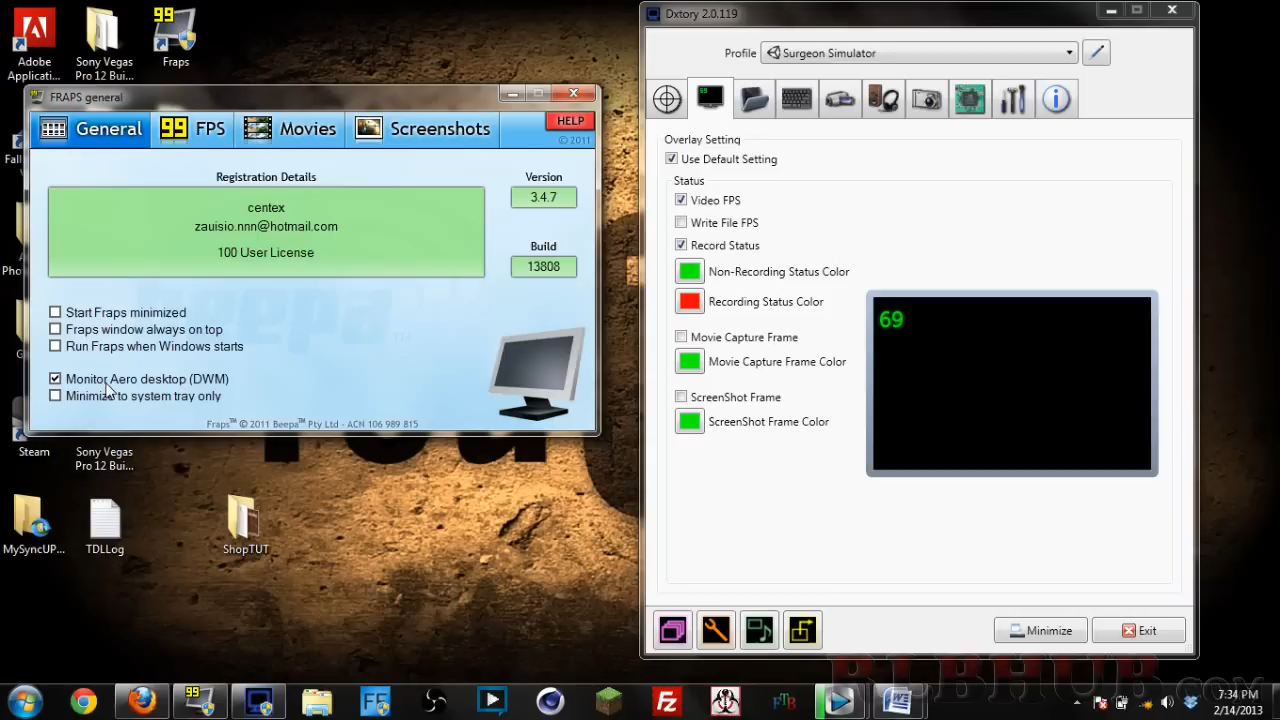 Adobe
Applicati...
Sony Vegas
Pro 12 Bui...
99
Fraps
99
FRAPS general
General
99
FPS
Movies
Screenshots
HELP
© 2011
Registration Details
centex
zauisio.nnn@hotmail.com
100 User License
Version
3.4.7
Build
13808
Start Fraps minimized
Fraps window always on top
Run Fraps when Windows starts
Monitor Aero desktop (DWM)
Minimize to system tray only
Fraps™ © 2011 Beepa™ Pty Ltd - ACN 106 989 815
Steam
Sony Vegas
Pro 12 Bui...
MySyncUP...
TDLLog
ShopTUT
Dxtory 2.0.119
Profile
Surgeon Simulator
Overlay Setting
Use Default Setting
Status
Video FPS
Write File FPS
Record Status
Non-Recording Status Color
Recording Status Color
Movie Capture Frame
Movie Capture Frame Color
ScreenShot Frame
ScreenShot Frame Color
69
Minimize
Exit
99
7:34 PM
2/14/2013